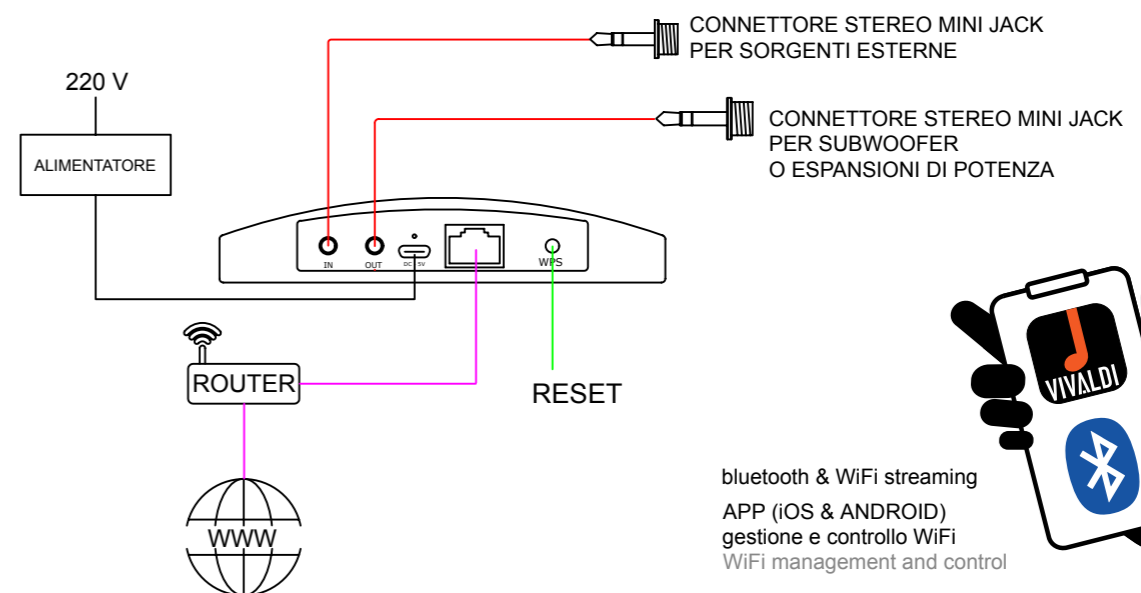 CONNETTORE STEREO MINI JACK
PER SORGENTI ESTERNE
220 V
CONNETTORE STEREO MINI JACK
PER SUBWOOFER
O ESPANSIONI DI POTENZA
ALIMENTATORE
IN
OUT
DC 5V
WPS
ROUTER
RESET
WWW
VIVALDI
bluetooth & WiFi streaming
APP (iOS & ANDROID)
gestione e controllo WiFi
WiFi management and control